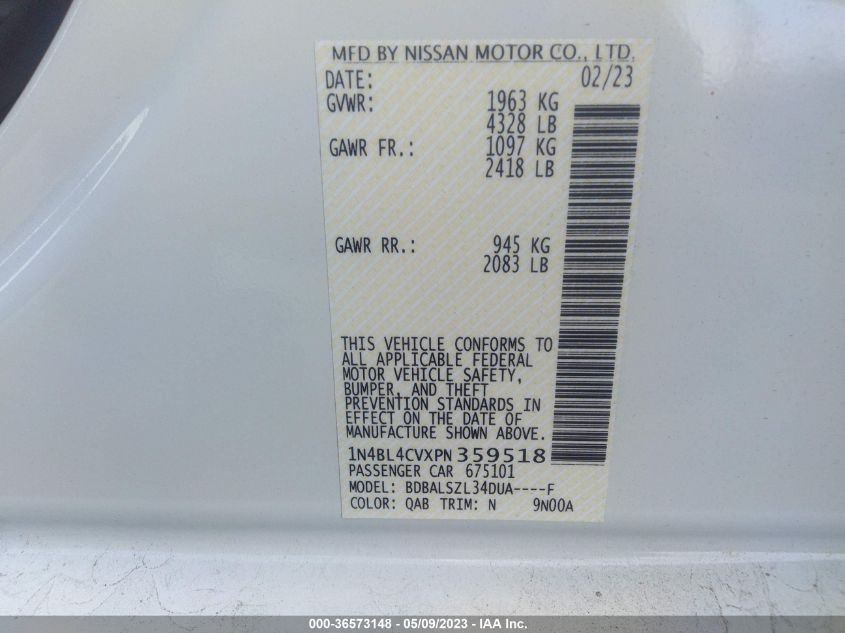 MFD BY NISSAN MOTOR CO., LTD.
DATE: 02/23
GVWR: 1963 KG
4328 LB
GAWR FR.: 1097 KG
2418 LB
GAWR RR.: 945 KG
2083 LB
THIS VEHICLE CONFORMS TO
ALL APPLICABLE FEDERAL
MOTOR VEHICLE SAFETY,
BUMPER, AND THEFT
PREVENTION STANDARDS IN
EFFECT ON THE DATE OF
MANUFACTURE SHOWN ABOVE.
1N4BL4CVXPN359518
PASSENGER CAR 675101
MODEL: BDBALSZL34DUA----F
COLOR: QAB TRIM: N 9N00A
000-36573148 - 05/09/2023 - IAA Inc.